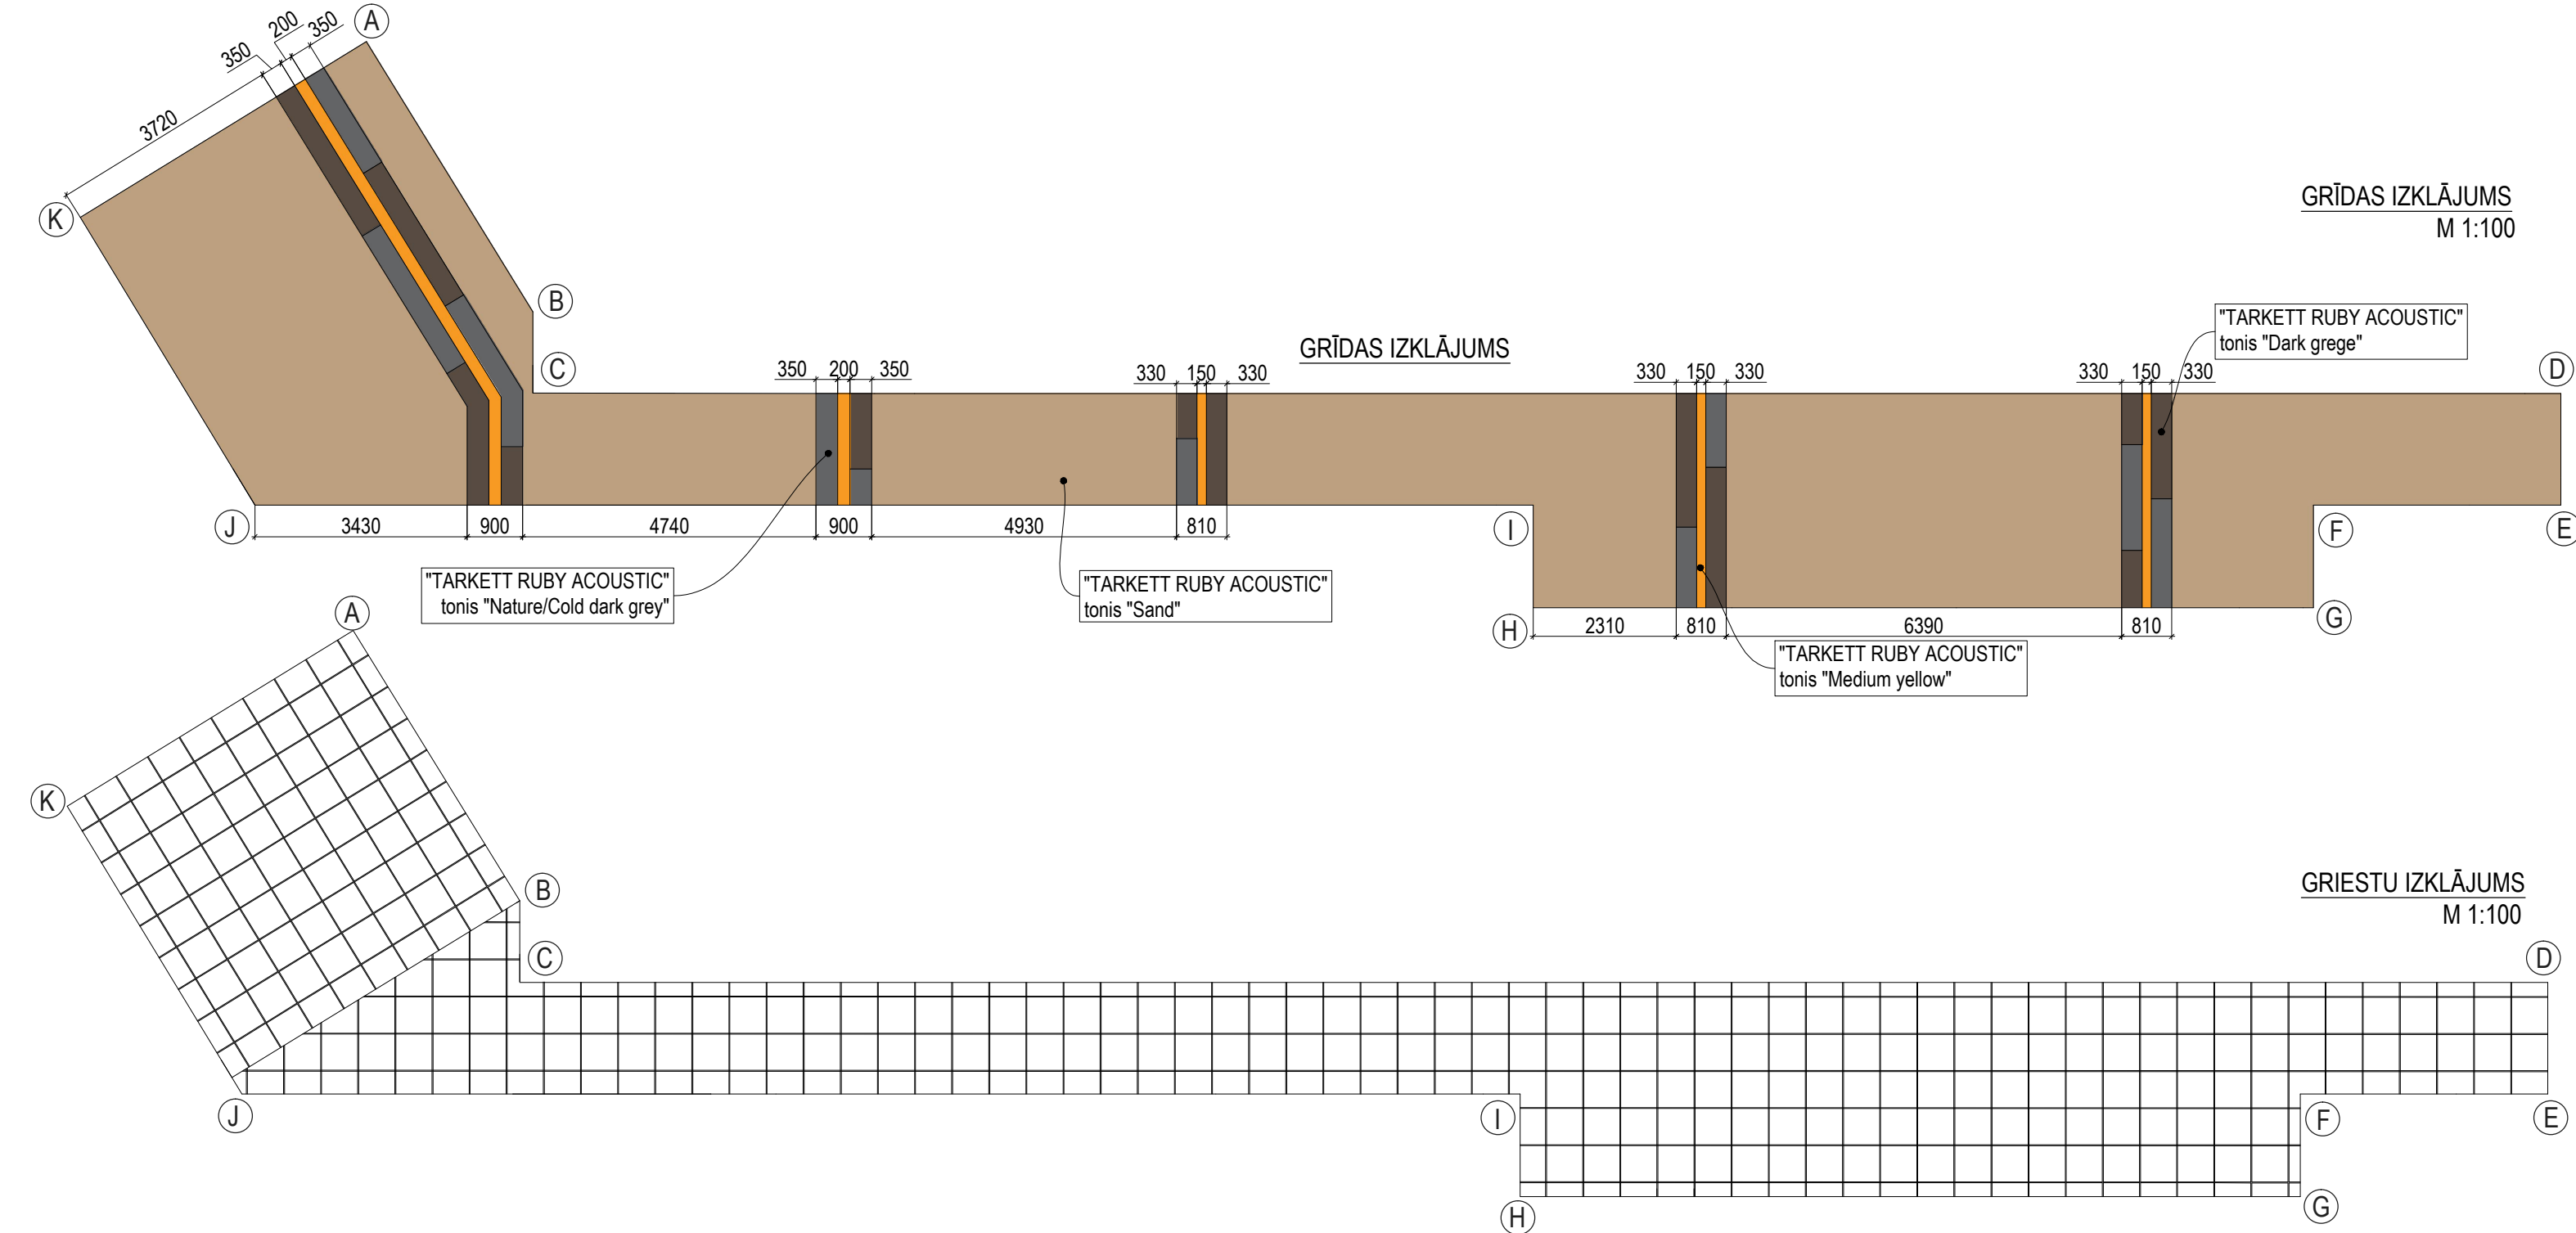 A
200
350
350
3720
K
GRĪDAS IZKLĀJUMS
M 1:100
B
C
GRĪDAS IZKLĀJUMS
"TARKETT RUBY ACOUSTIC"
tonis "Dark grege"
D
350 200 350
330 150 330
330 150 330
330 150 330
J
3430 900 4740 900 4930 810
I
F
E
"TARKETT RUBY ACOUSTIC"
tonis "Nature/Cold dark grey"
"TARKETT RUBY ACOUSTIC"
tonis "Sand"
H
2310 810 6390 810
G
"TARKETT RUBY ACOUSTIC"
tonis "Medium yellow"
A
K
B
GRIESTU IZKLĀJUMS
M 1:100
C
D
J
I
F
E
H
G